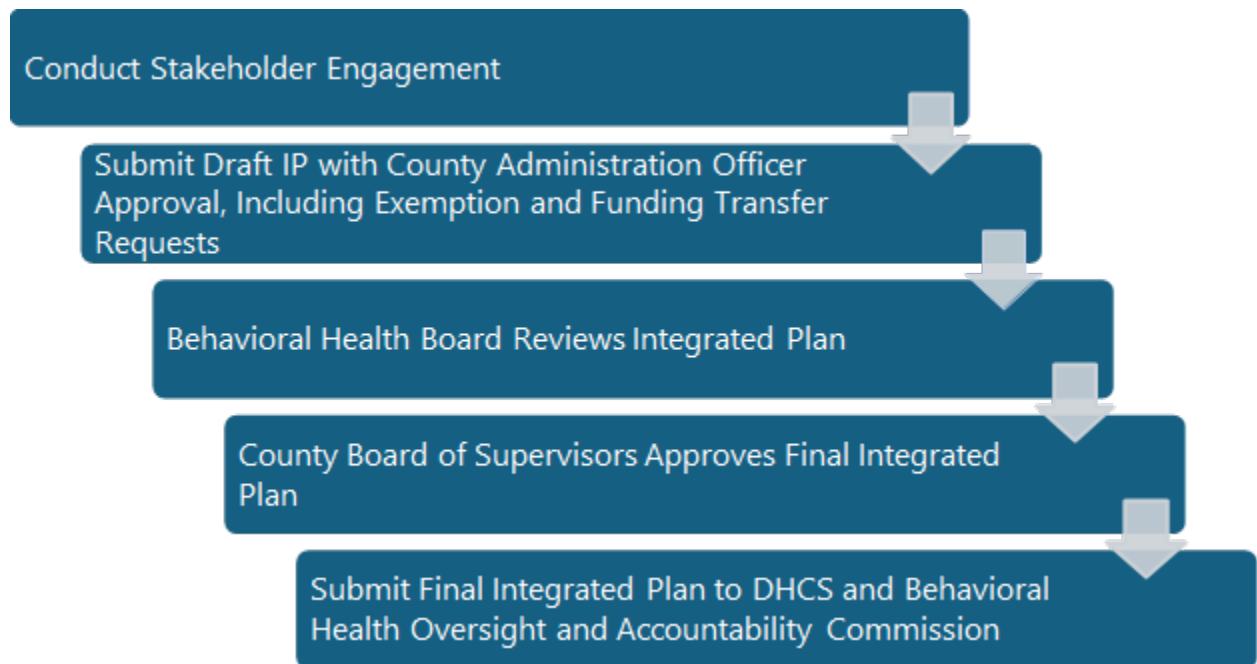 Conduct Stakeholder Engagement
Submit Draft IP with County Administration Officer
Approval, Including Exemption and Funding Transfer
Requests
Behavioral Health Board Reviews Integrated Plan
County Board of Supervisors Approves Final Integrated
Plan
Submit Final Integrated Plan to DHCS and Behavioral
Health Oversight and Accountability Commission